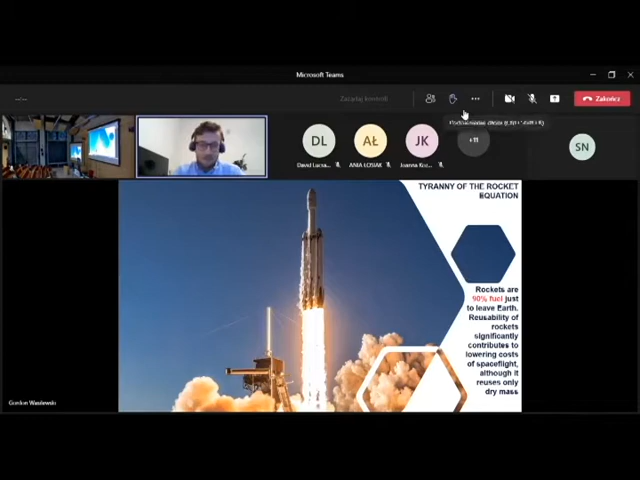 Microsoft Teams
Zażądaj kontroli
Zakończ
+11
DL
AŁ
JK
SN
ANIA ŁOSIAK
TYRANNY OF THE ROCKET
EQUATION
Rockets are
90% fuel just
to leave Earth.
Reusability of
rockets
significantly
contributes to
lowering costs
of spaceflight,
although it
reuses only
dry mass